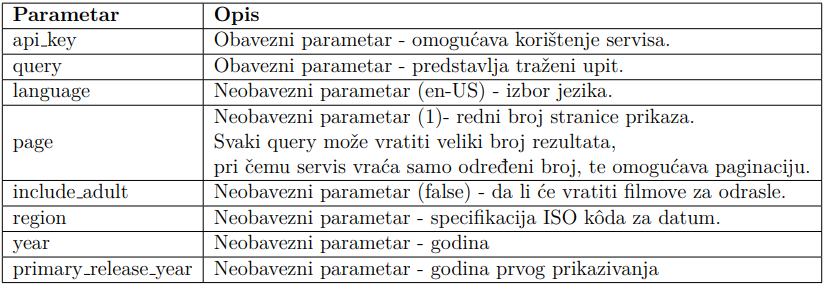 Parametar Opis
api_key Obavezni parametar - omogućava korištenje servisa.
query Obavezni parametar - predstavlja traženi upit.
language Neobavezni parametar (en-US) - izbor jezika.
page Neobavezni parametar (1)- redni broj stranice prikaza.
Svaki query može vratiti veliki broj rezultata,
pri čemu servis vraća samo određeni broj, te omogućava paginaciju.
include_adult Neobavezni parametar (false) - da li će vratiti filmove za odrasle.
region Neobavezni parametar - specifikacija ISO kôda za datum.
year Neobavezni parametar - godina
primary_release_year Neobavezni parametar - godina prvog prikazivanja